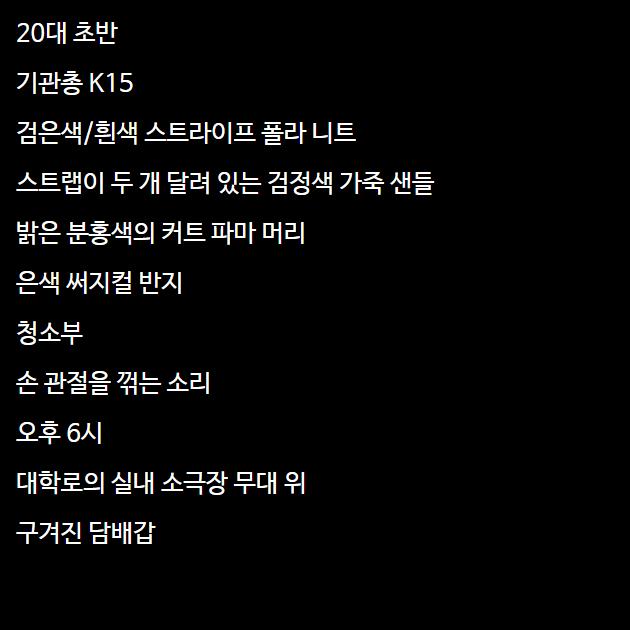 20대 초반
기관총 K15
검은색/흰색 스트라이프 폴라 니트
스트랩이 두 개 달려 있는 검정색 가죽 샌들
밝은 분홍색의 커트 파마 머리
은색 써지컬 반지
청소부
손 관절을 꺾는 소리
오후 6시
대학로의 실내 소극장 무대 위
구겨진 담배갑